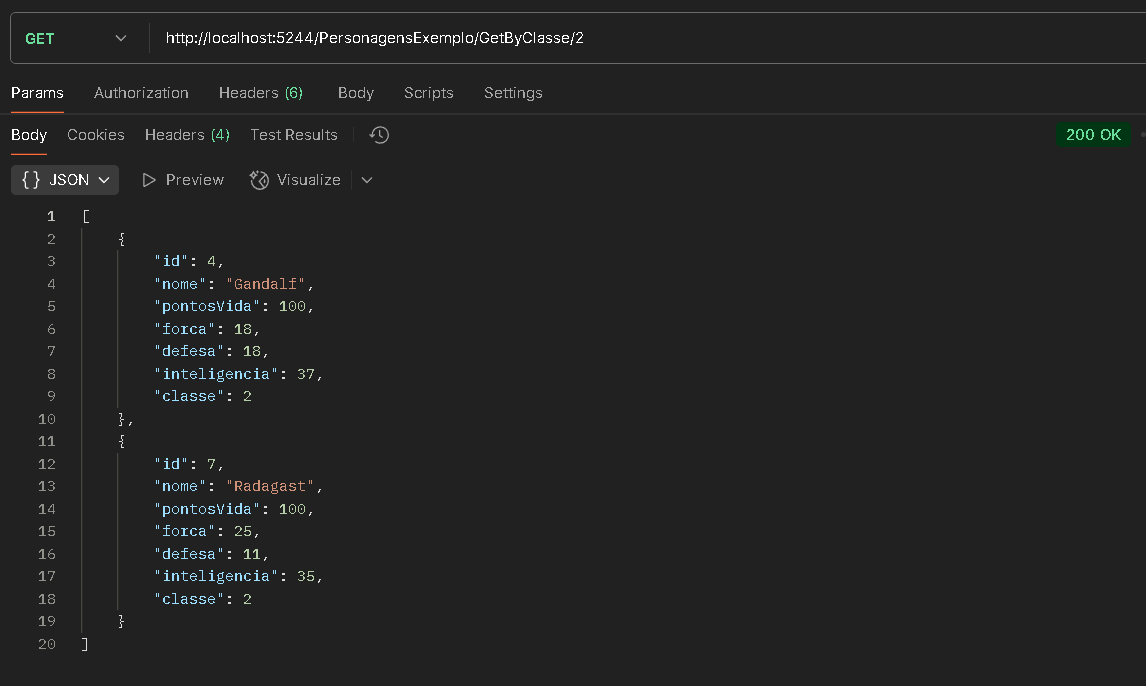 GET http://localhost:5244/PersonagensExemplo/GetByClasse/2
Params Authorization Headers (6) Body Scripts Settings
Body Cookies Headers (4) Test Results 200 OK
{} JSON Preview Visualize
1 [
2 {
3 "id": 4,
4 "nome": "Gandalf",
5 "pontosVida": 100,
6 "forca": 18,
7 "defesa": 18,
8 "inteligencia": 37,
9 "classe": 2
10 },
11 {
12 "id": 7,
13 "nome": "Radagast",
14 "pontosVida": 100,
15 "forca": 25,
16 "defesa": 11,
17 "inteligencia": 35,
18 "classe": 2
19 }
20 ]